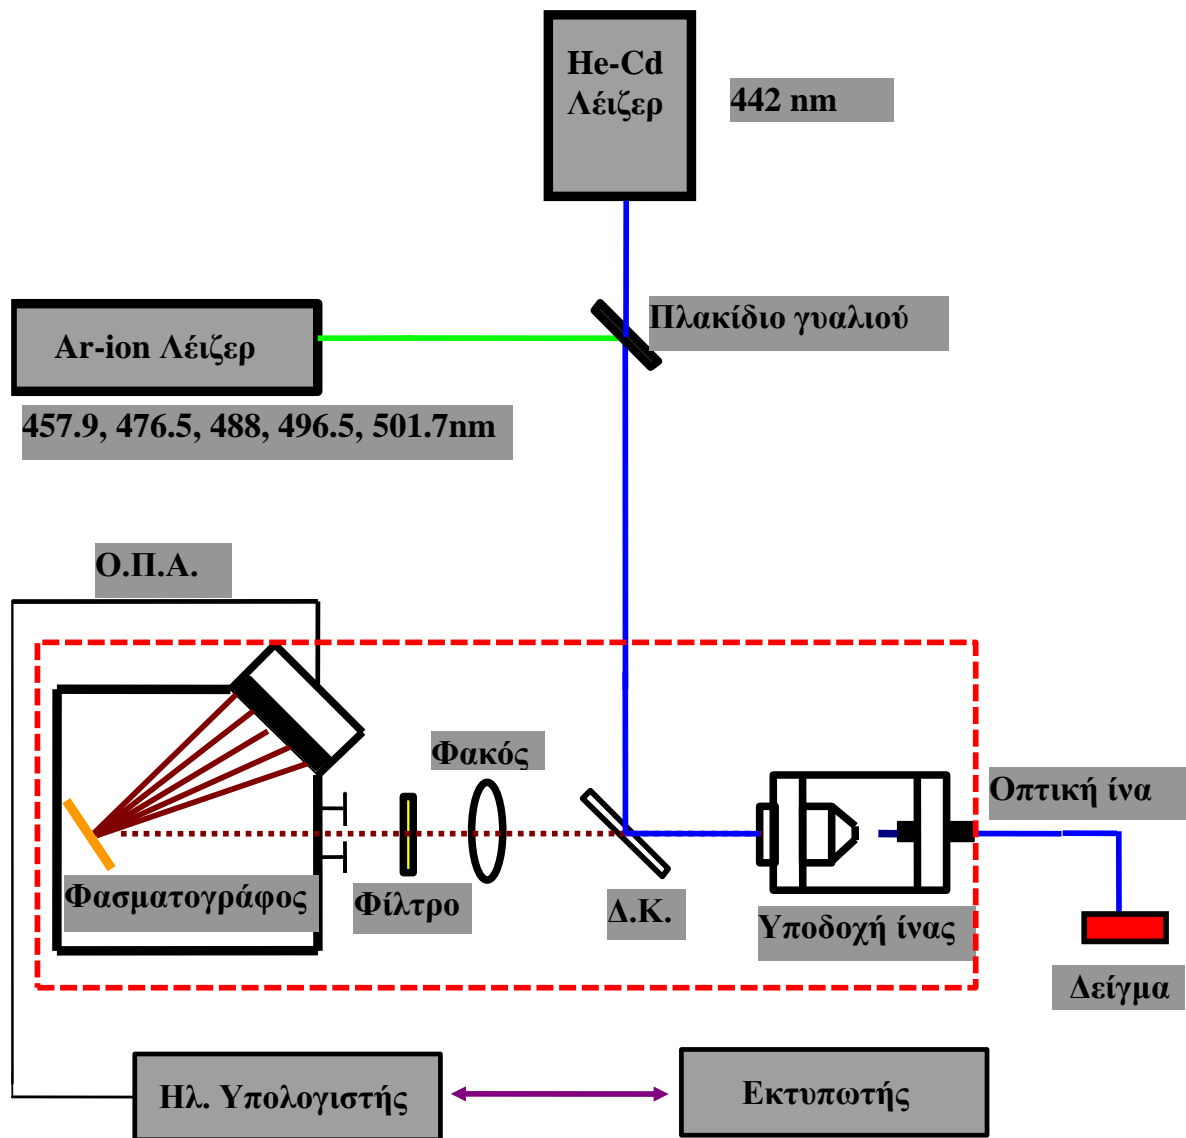 He-Cd
Λέιζερ
442 nm
Πλακίδιο γυαλιού
Ar-ion Λέιζερ
457.9, 476.5, 488, 496.5, 501.7nm
Ο.Π.Α.
Φακός
Οπτική ίνα
Φασματογράφος
Φίλτρο
Δ.Κ.
Υποδοχή ίνας
Δείγμα
Ηλ. Υπολογιστής
Εκτυπωτής